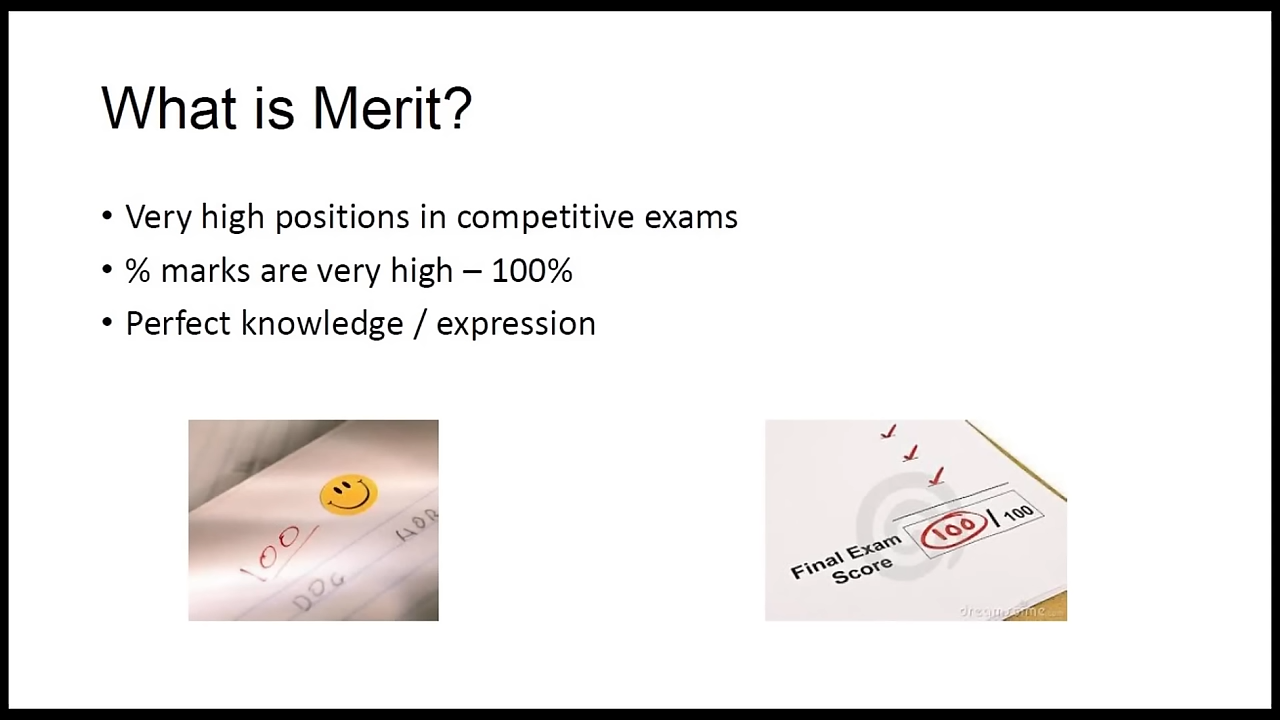 What is Merit?
• Very high positions in competitive exams
• % marks are very high – 100%
• Perfect knowledge / expression
100
DOG
Final Exam
Score
100 / 100